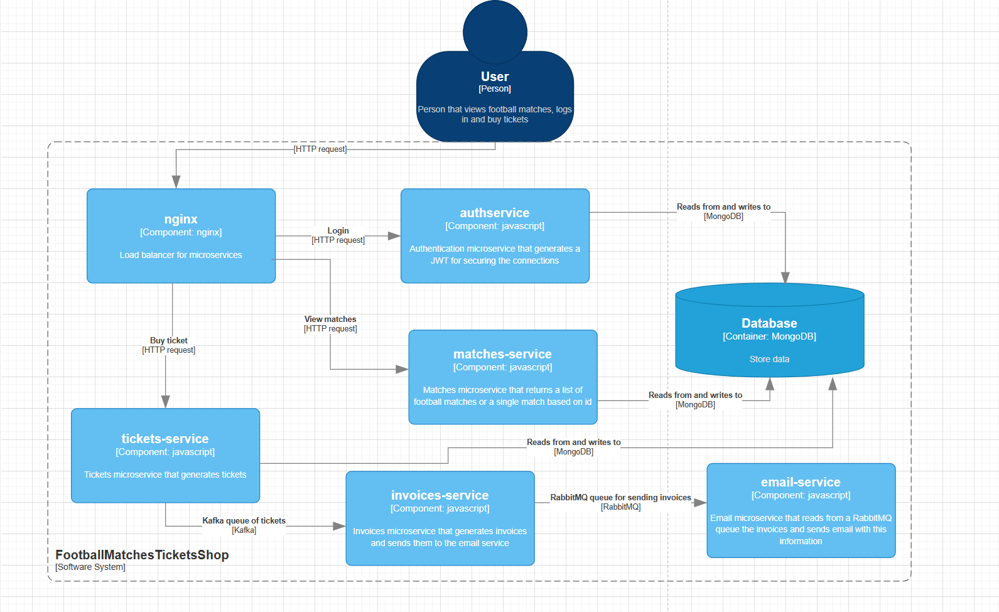 User
[Person]
Person that views football matches, logs
in and buy tickets
[HTTP request]
nginx
[Component: nginx]
Load balancer for microservices
Login
[HTTP request]
authservice
[Component: javascript]
Authentication microservice that generates a
JWT for securing the connections
Reads from and writes to
[MongoDB]
View matches
[HTTP request]
Buy ticket
[HTTP request]
Database
[Container: MongoDB]
Store data
matches-service
[Component: javascript]
Matches microservice that returns a list of
football matches or a single match based on id
Reads from and writes to
[MongoDB]
tickets-service
[Component: javascript]
Tickets microservice that generates tickets
Reads from and writes to
[MongoDB]
Kafka queue of tickets
[Kafka]
invoices-service
[Component: javascript]
Invoices microservice that generates invoices
and sends them to the email service
RabbitMQ queue for sending invoices
[RabbitMQ]
email-service
[Component: javascript]
Email microservice that reads from a RabbitMQ
queue the invoices and sends email with this
information
FootballMatchesTicketsShop
[Software System]